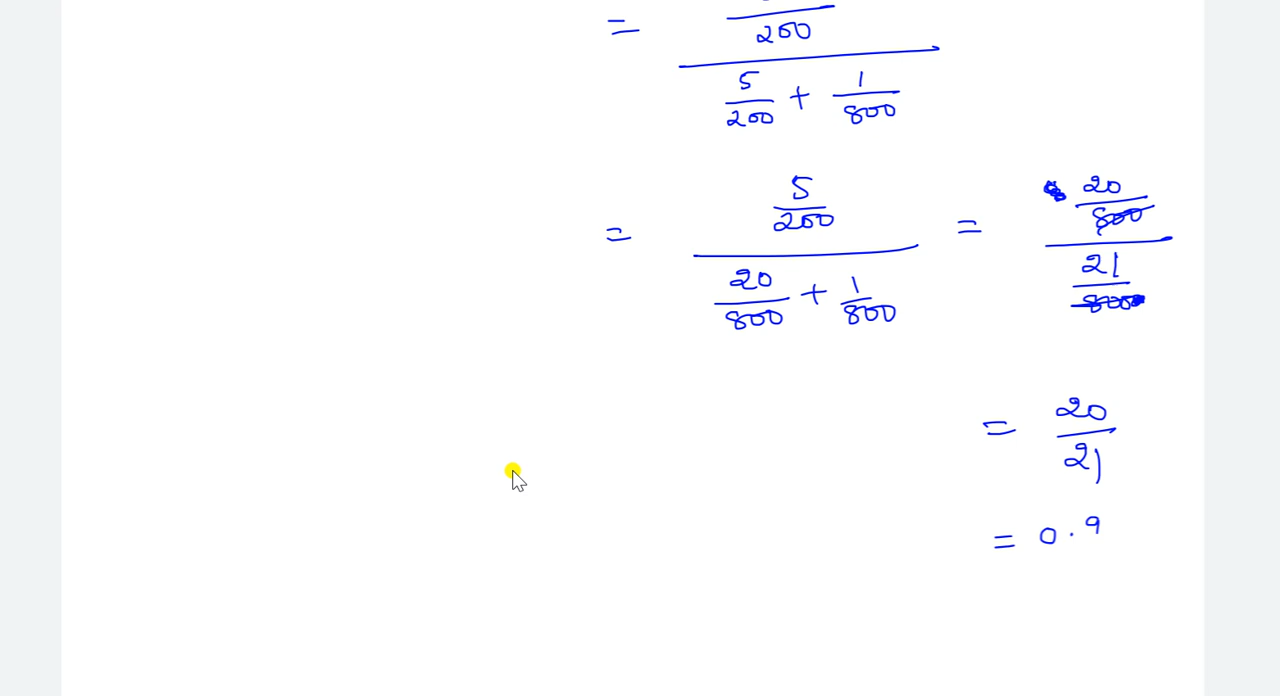 = /200
5/200 + 1/800
= 5/200 = 20/800
20/800 + 1/800 21/800
= 20/21
= 0.9